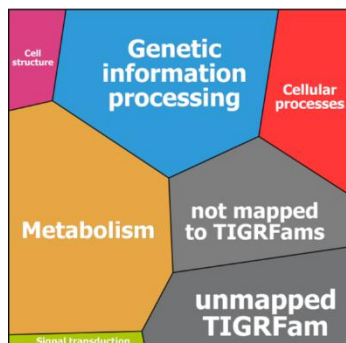 Cell
structure
Genetic
information
processing
Cellular
processes
Metabolism
not mapped
to TIGRFams
unmapped
TIGRFam
Signal transduction